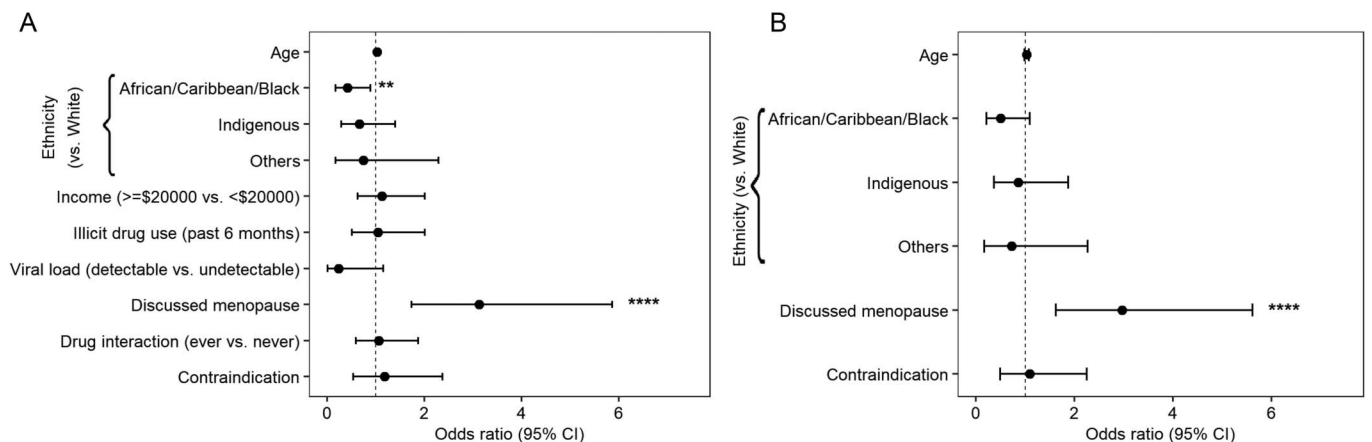 A
Age
Ethnicity
(vs. White)
African/Caribbean/Black
**
Indigenous
Others
Income (>=$20000 vs. <$20000)
Illicit drug use (past 6 months)
Viral load (detectable vs. undetectable)
Discussed menopause
****
Drug interaction (ever vs. never)
Contraindication
0 2 4 6
Odds ratio (95% CI)
B
Age
Ethnicity (vs. White)
African/Caribbean/Black
Indigenous
Others
Discussed menopause
****
Contraindication
0 2 4 6
Odds ratio (95% CI)